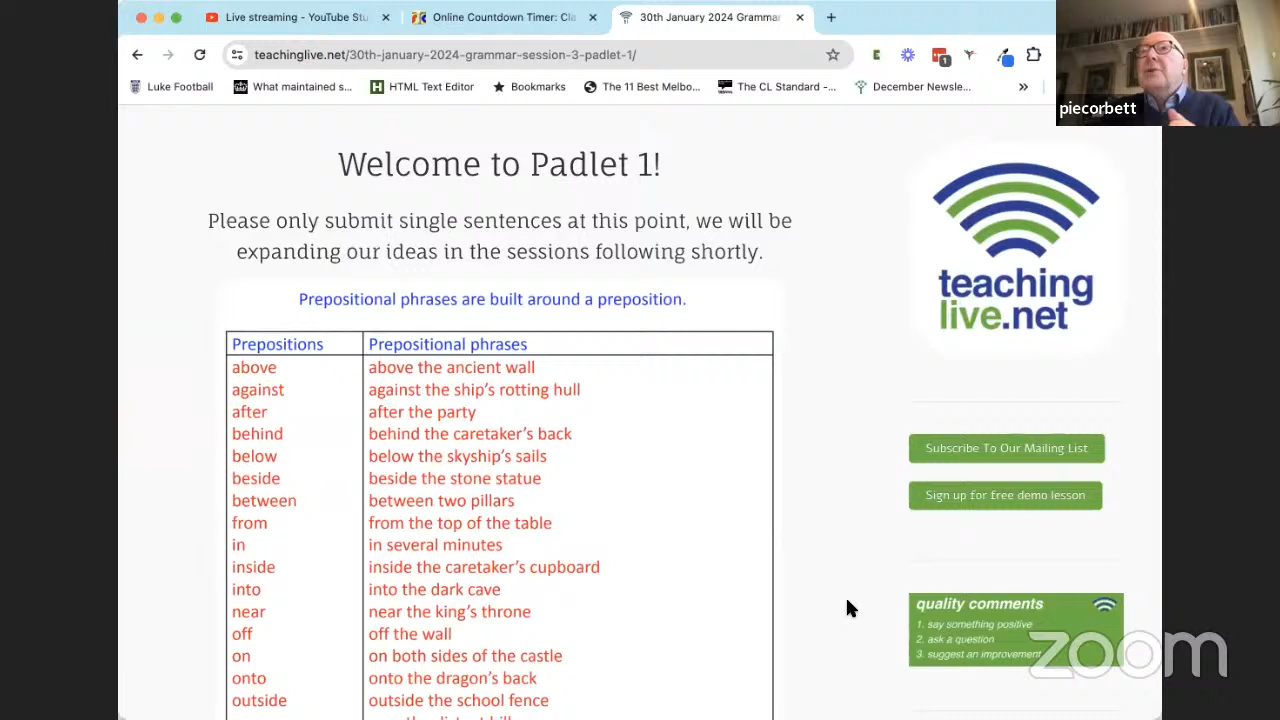 Live streaming - YouTube Stu
Online Countdown Timer: Cla
30th January 2024 Grammar
teachinglive.net/30th-january-2024-grammar-session-3-padlet-1/
Luke Football
What maintained s...
HTML Text Editor
Bookmarks
The 11 Best Melbo...
The CL Standard -...
December Newsle...
piecorbett
Welcome to Padlet 1!
Please only submit single sentences at this point, we will be
expanding our ideas in the sessions following shortly.
Prepositional phrases are built around a preposition.
Prepositions Prepositional phrases
above above the ancient wall
against against the ship's rotting hull
after after the party
behind behind the caretaker's back
below below the skyship's sails
beside beside the stone statue
between between two pillars
from from the top of the table
in in several minutes
inside inside the caretaker's cupboard
into into the dark cave
near near the king's throne
off off the wall
on on both sides of the castle
onto onto the dragon's back
outside outside the school fence
teaching
live.net
Subscribe To Our Mailing List
Sign up for free demo lesson
quality comments
1. say something positive
2. ask a question
3. suggest an improvement
zoom